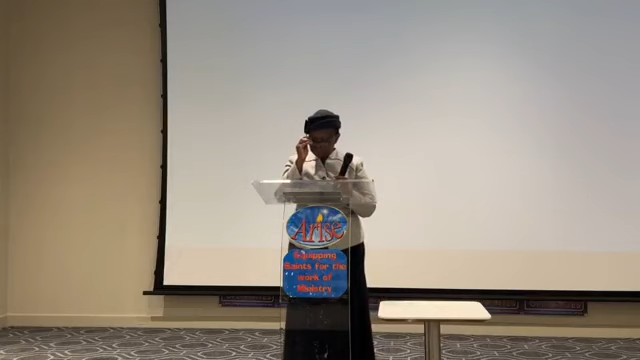 Arise
Equipping
Saints for the
work of
Ministry